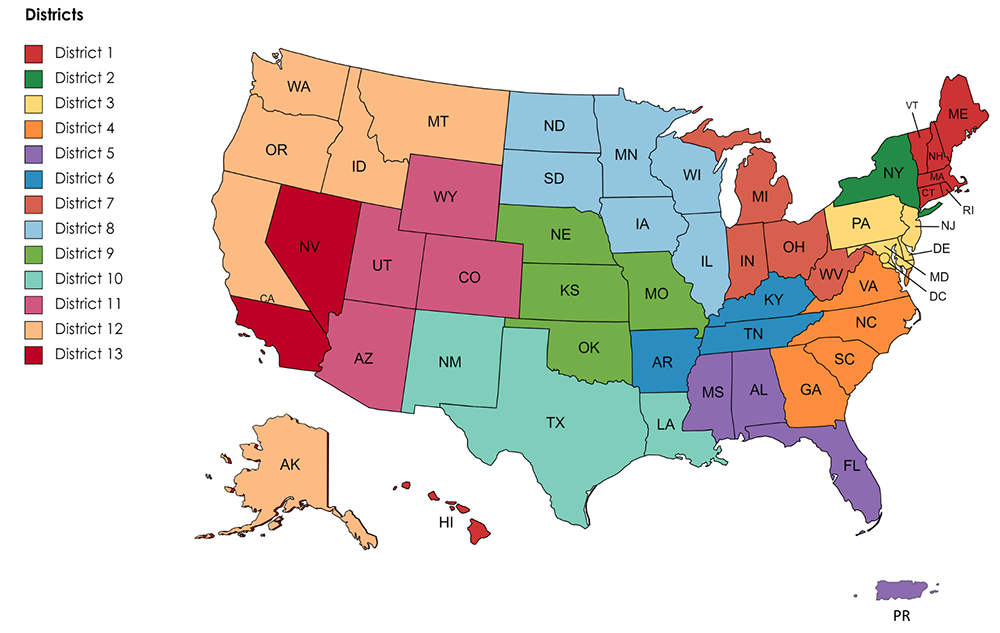 Districts
District 1
District 2
District 3
District 4
District 5
District 6
District 7
District 8
District 9
District 10
District 11
District 12
District 13
WA
OR
ID
MT
WY
NV
UT
CO
CA
AZ
NM
ND
SD
MN
WI
IA
IL
NE
KS
MO
OK
AR
TX
LA
MI
IN
OH
WV
KY
TN
MS
AL
GA
FL
SC
NC
VA
PA
NY
VT
ME
NH
MA
CT
RI
NJ
DE
MD
DC
AK
HI
PR